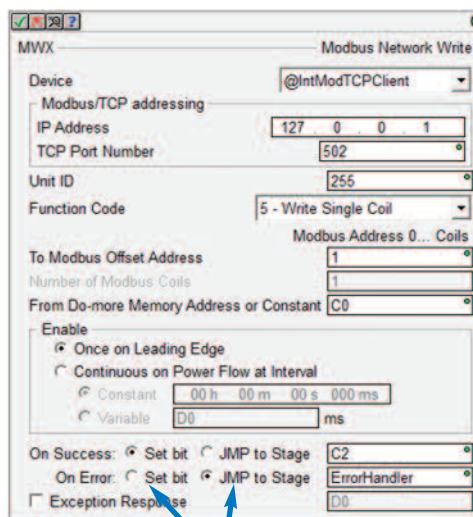 MWX Modbus Network Write
Device @IntModTCPClient
Modbus/TCP addressing
IP Address 127 . 0 . 0 . 1
TCP Port Number 502
Unit ID 255
Function Code 5 - Write Single Coil
Modbus Address 0... Coils
To Modbus Offset Address 1
Number of Modbus Coils 1
From Do-more Memory Address or Constant C0
Enable
Once on Leading Edge
Continuous on Power Flow at Interval
Constant 00 h 00 m 00 s 000 ms
Variable D0 ms
On Success: Set bit JMP to Stage C2
On Error: Set bit JMP to Stage ErrorHandler
Exception Response D0